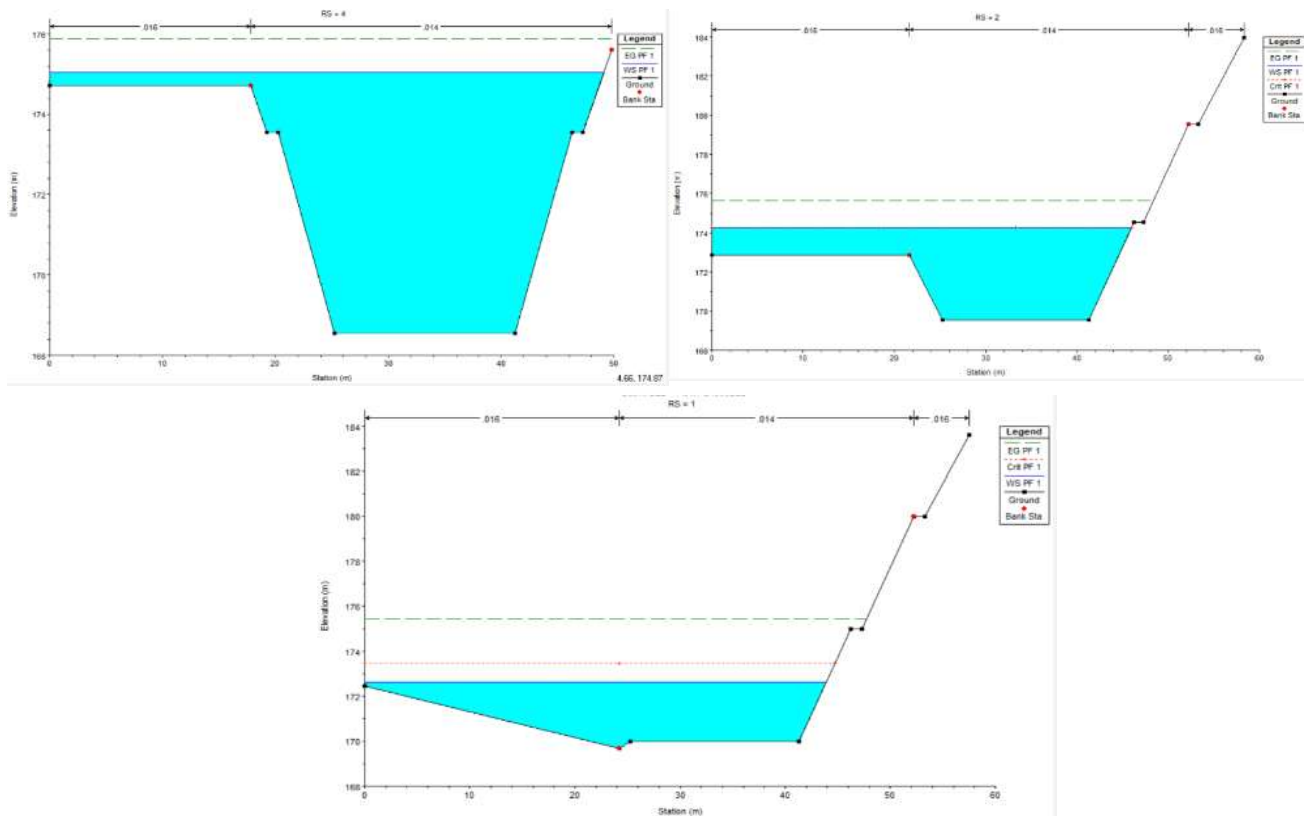 RS = 4
.016 .014
176
174
172
170
168
0 10 20 30 40 50
Elevation (m)
Station (m)
4.66, 174.87
Legend
EG PF 1
WS PF 1
Ground
Bank Sta
RS = 2
.016 .014 .016
184
182
180
178
176
174
172
170
168
0 10 20 30 40 50 60
Elevation (m)
Station (m)
Legend
EG PF 1
WS PF 1
Crit PF 1
Ground
Bank Sta
RS = 1
.016 .014 .016
184
182
180
178
176
174
172
170
168
0 10 20 30 40 50 60
Elevation (m)
Station (m)
Legend
EG PF 1
Crit PF 1
WS PF 1
Ground
Bank Sta